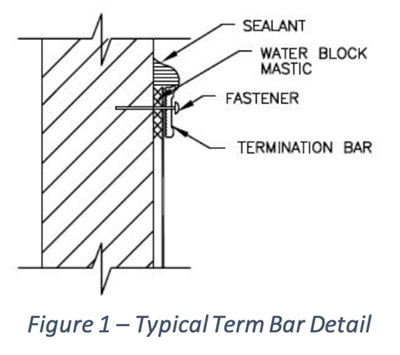 SEALANT
WATER BLOCK
MASTIC
FASTENER
TERMINATION BAR
Figure 1 – Typical Term Bar Detail